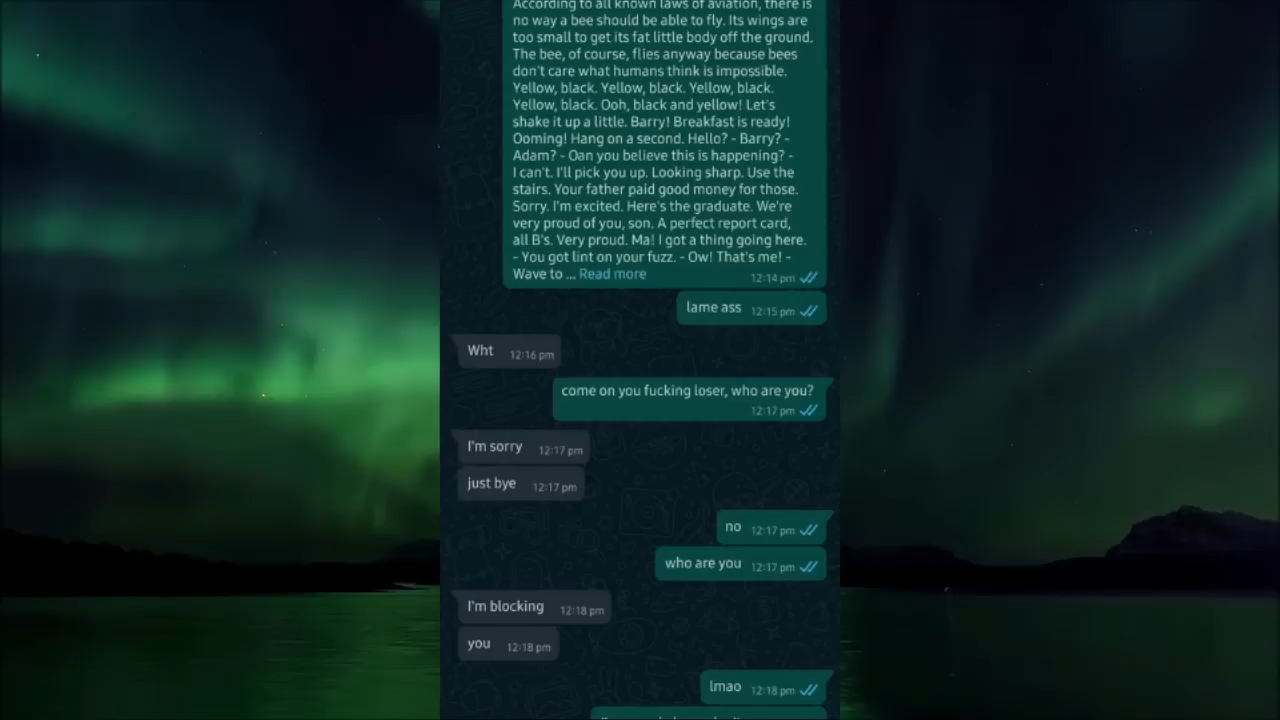 According to all known laws of aviation, there is
no way a bee should be able to fly. Its wings are
too small to get its fat little body off the ground.
The bee, of course, flies anyway because bees
don't care what humans think is impossible.
Yellow, black. Yellow, black. Yellow, black.
Yellow, black. Ooh, black and yellow! Let's
shake it up a little. Barry! Breakfast is ready!
Ooming! Hang on a second. Hello? - Barry? -
Adam? - Oan you believe this is happening? -
I can't. I'll pick you up. Looking sharp. Use the
stairs. Your father paid good money for those.
Sorry. I'm excited. Here's the graduate. We're
very proud of you, son. A perfect report card,
all B's. Very proud. Ma! I got a thing going here.
- You got lint on your fuzz. - Ow! That's me! -
Wave to ... Read more 12:14 pm
lame ass 12:15 pm
Wht 12:16 pm
come on you fucking loser, who are you?
12:17 pm
I'm sorry 12:17 pm
just bye 12:17 pm
no 12:17 pm
who are you 12:17 pm
I'm blocking 12:18 pm
you 12:18 pm
lmao 12:18 pm